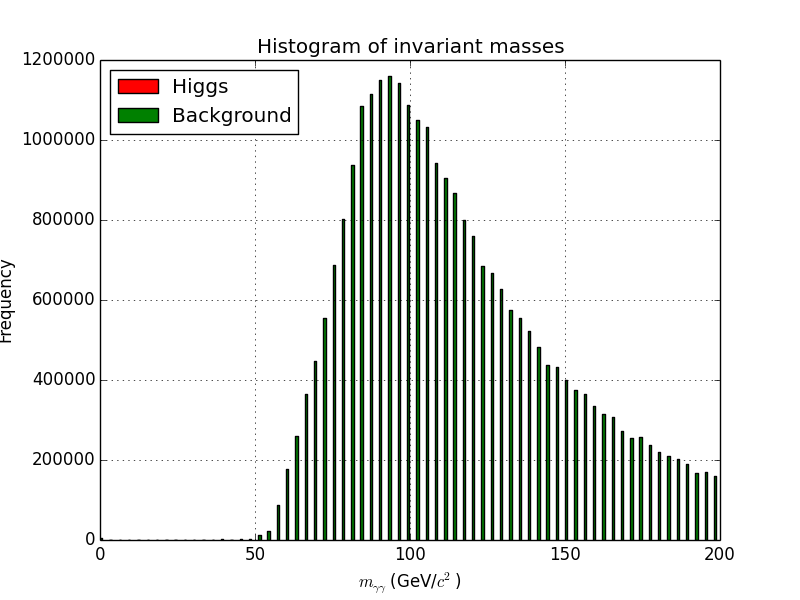 Histogram of invariant masses
1200000
1000000
800000
600000
400000
200000
0
Higgs
Background
Frequency
0 50 100 150 200
m_γγ (GeV/c²)